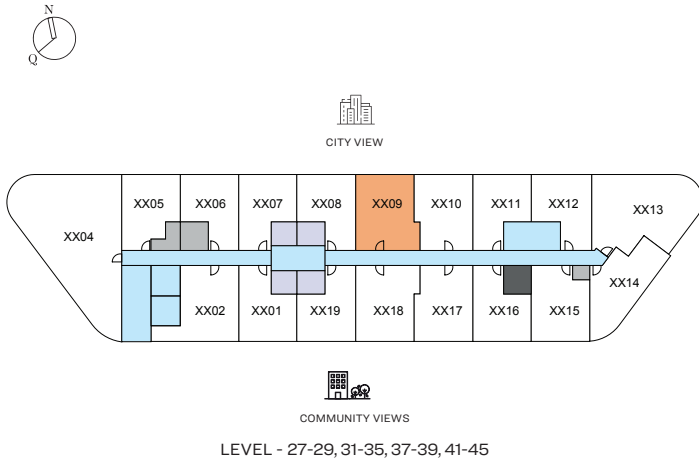 N
Q
CITY VIEW
XX05 XX06 XX07 XX08 XX09 XX10 XX11 XX12 XX13
XX04
XX14
XX02 XX01 XX19 XX18 XX17 XX16 XX15
COMMUNITY VIEWS
LEVEL - 27-29, 31-35, 37-39, 41-45